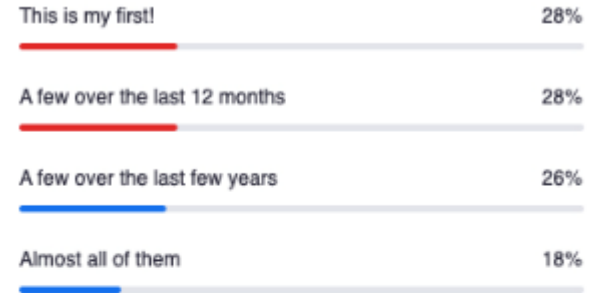 This is my first! 28%
A few over the last 12 months 28%
A few over the last few years 26%
Almost all of them 18%